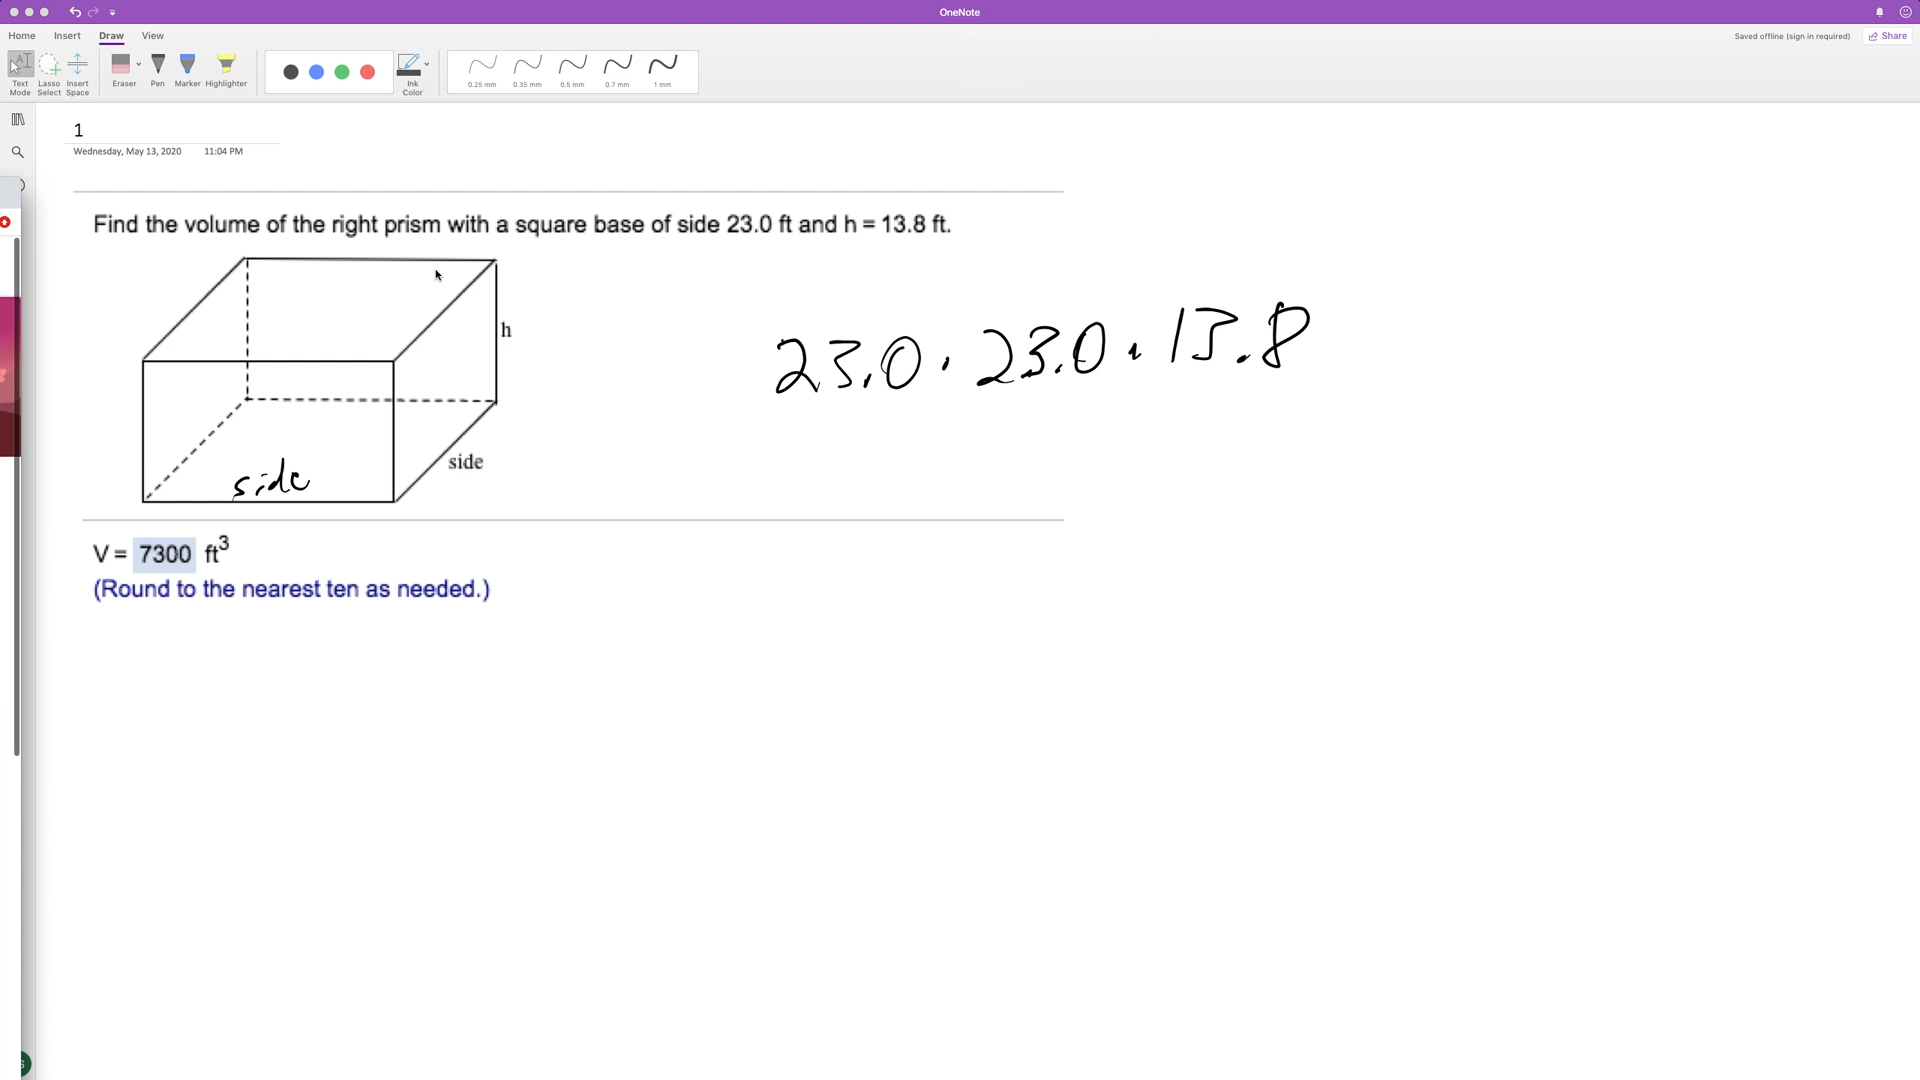 OneNote
Home Insert Draw View
Saved offline (sign in required) Share
Text Mode
Lasso Select
Insert Space
Eraser
Pen
Marker
Highlighter
Ink Color
0.25 mm 0.35 mm 0.5 mm 0.7 mm 1 mm
1
Wednesday, May 13, 2020 11:04 PM
Find the volume of the right prism with a square base of side 23.0 ft and h = 13.8 ft.
h
23.0 · 23.0 · 13.8
side
side
V = 7300 ft³
(Round to the nearest ten as needed.)